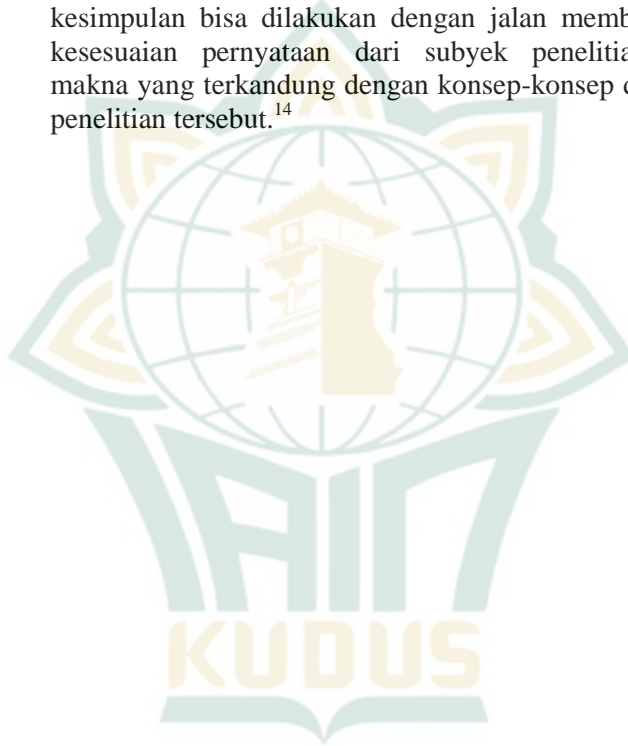 kesimpulan bisa dilakukan dengan jalan memb
kesesuaian pernyataan dari subyek penelitia
makna yang terkandung dengan konsep-konsep d
penelitian tersebut.14
IAIN
KUDUS